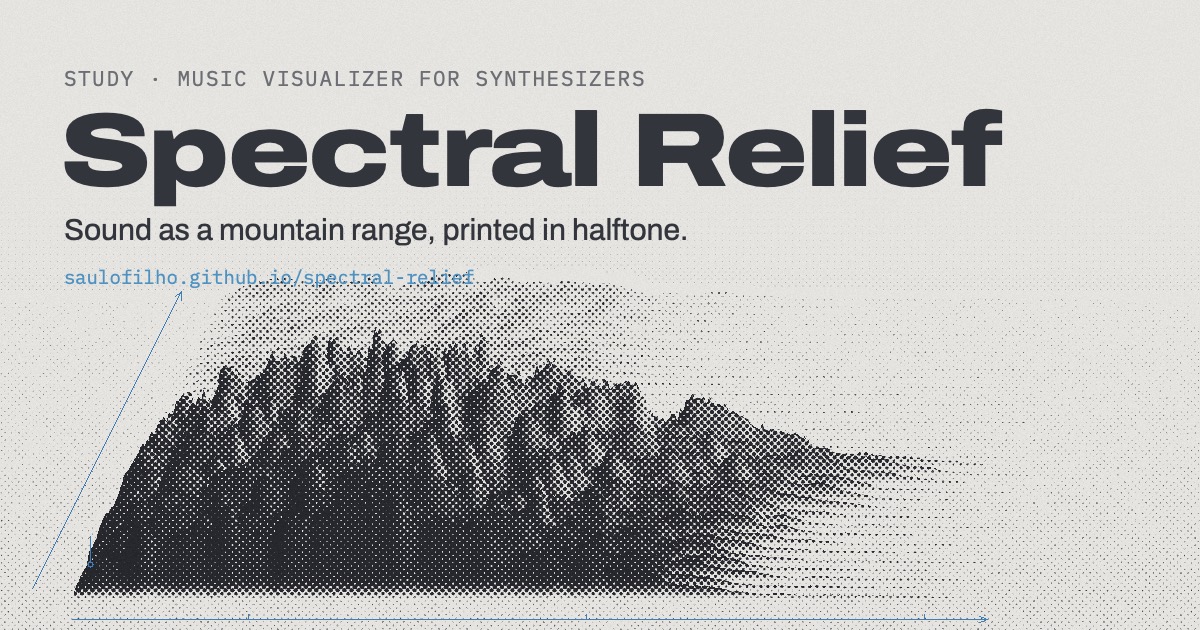 STUDY · MUSIC VISUALIZER FOR SYNTHESIZERS
Spectral Relief
Sound as a mountain range, printed in halftone.
saulofilho.github.io/spectral-relief